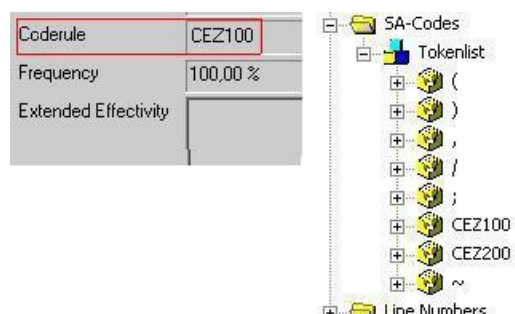 Coderule CEZ100
Frequency 100,00 %
Extended Effectivity
SA-Codes
Tokenlist
(
)
,
/
;
CEZ100
CEZ200
~
Line Numbers